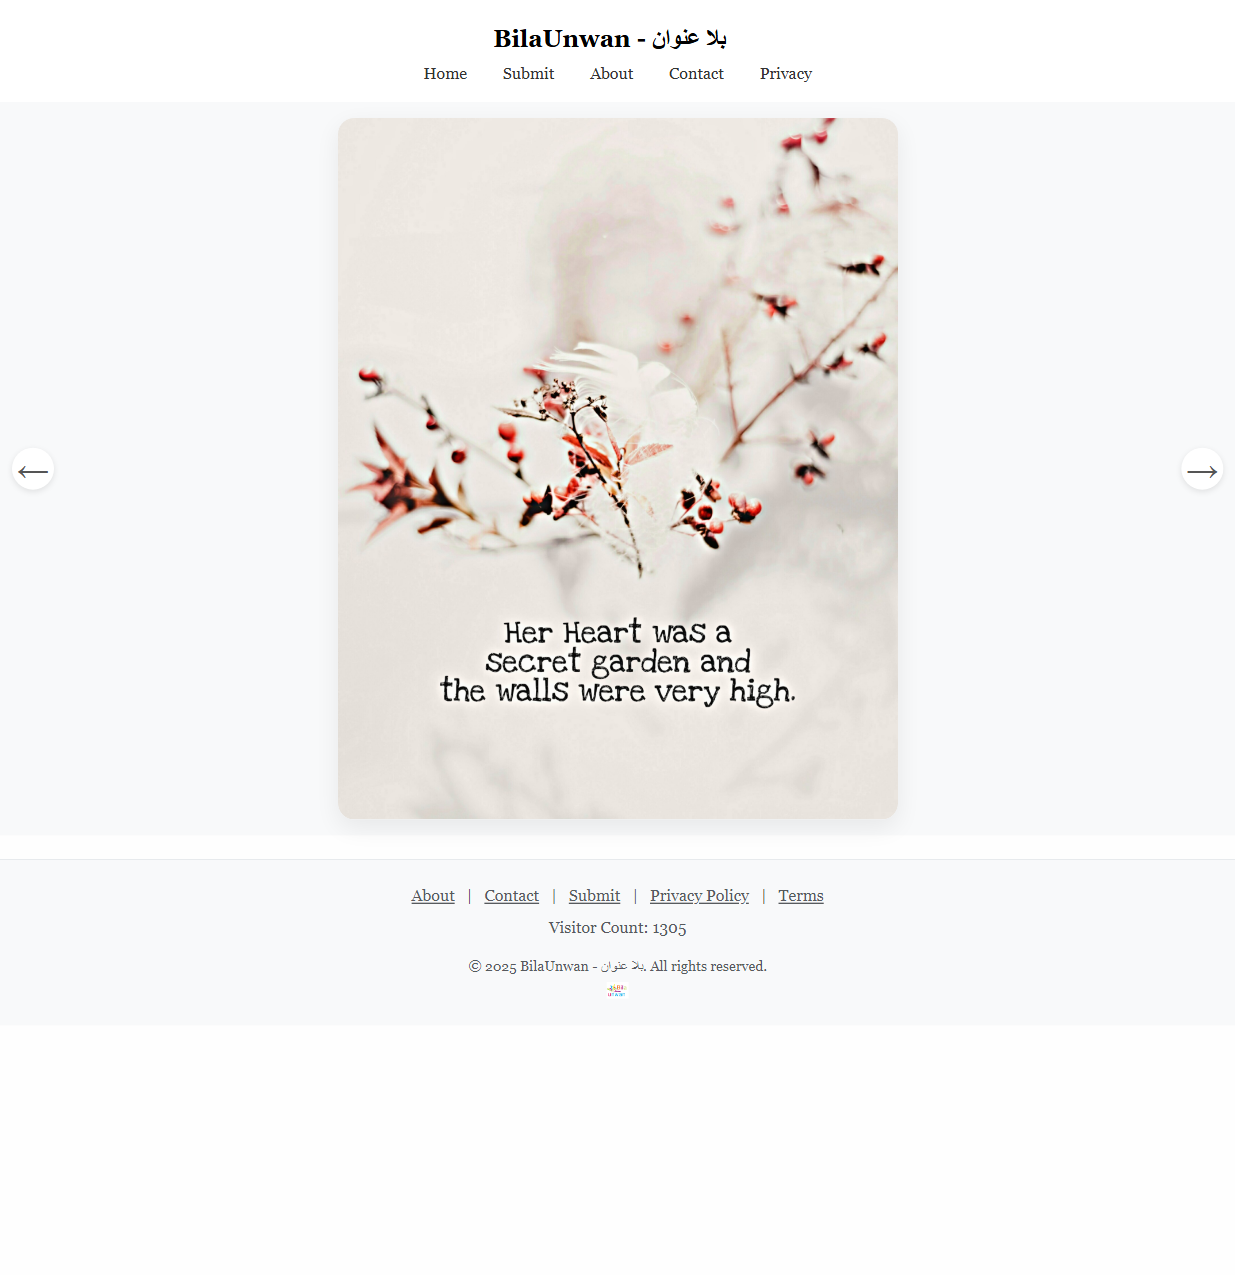 BilaUnwan - بلا عنوان
Home Submit About Contact Privacy
Her Heart was a
secret garden and
the walls were very high.
About | Contact | Submit | Privacy Policy | Terms
Visitor Count: 1305
© 2025 BilaUnwan - بلا عنوان. All rights reserved.